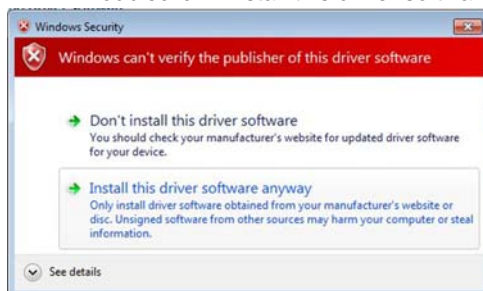 Windows Security
Windows can't verify the publisher of this driver software
Don't install this driver software
You should check your manufacturer's website for updated driver software
for your device.
Install this driver software anyway
Only install driver software obtained from your manufacturer's website or
disc. Unsigned software from other sources may harm your computer or steal
information.
See details